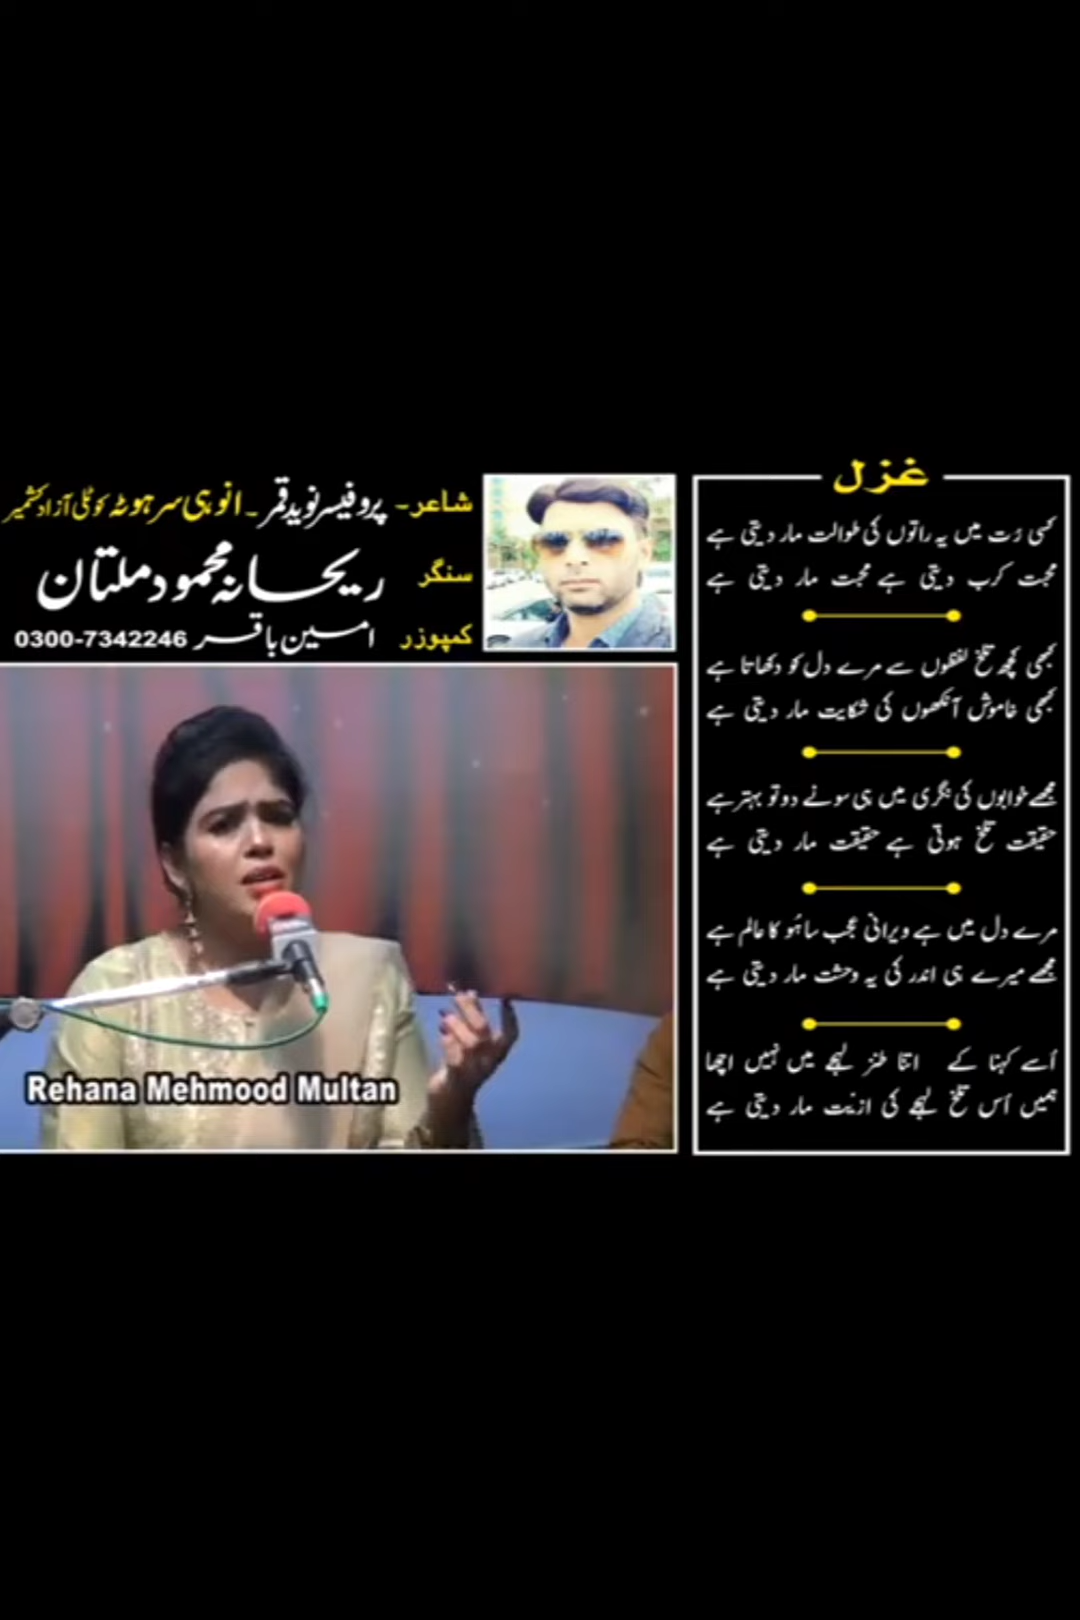 شاعر- پروفیسر نوید قمر۔ انوہی سر ہوٹہ کوٹلی آزاد کشمیر
سنگر ریحانہ محمود ملتان
کمپوزر امین باقر 0300-7342246
Rehana Mehmood Multan
غزل
کسی رُت میں یہ راتوں کی طوالت مار دیتی ہے
محبت کرب دیتی ہے محبت مار دیتی ہے
کبھی کچھ تلخ لفظوں سے مرے دل کو دکھاتا ہے
کبھی خاموش آنکھوں کی شکایت مار دیتی ہے
مجھے خوابوں کی نگری میں ہی سونے دو تو بہتر ہے
حقیقت تلخ ہوتی ہے حقیقت مار دیتی ہے
مرے دل میں ہے ویرانی عجب سا ہُو کا عالم ہے
مجھے میرے ہی اندر کی یہ وحشت مار دیتی ہے
اُسے کہنا کے اتنا طنز لہجے میں نہیں اچھا
ہمیں اُس تلخ لہجے کی ازیّت مار دیتی ہے